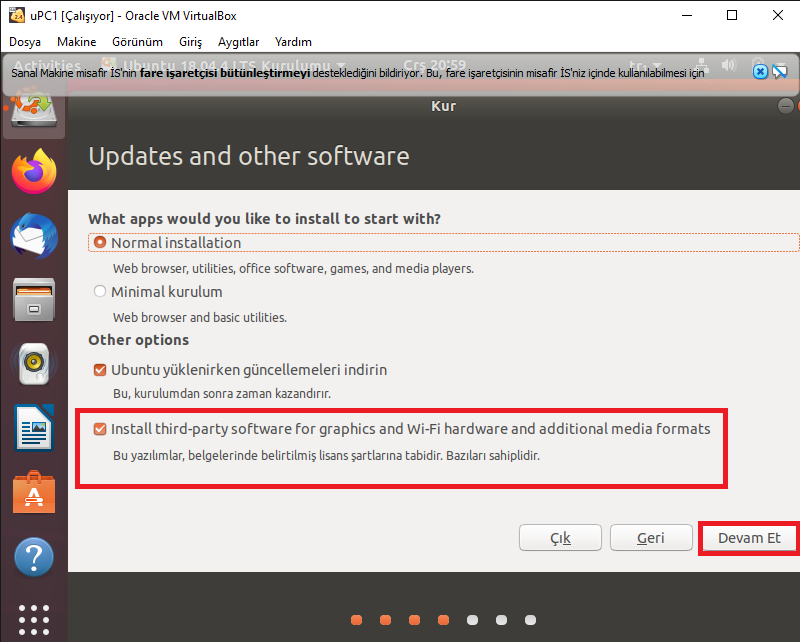 uPC1 [Çalışıyor] - Oracle VM VirtualBox
Dosya Makine Görünüm Giriş Aygıtlar Yardım
Activities Ubuntu 18.04.4 LTS Kurulumu Çrş 20:59 tr
Sanal Makine misafir İS'nin fare işaretçisi bütünleştirmeyi desteklediğini bildiriyor. Bu, fare işaretçisinin misafir İS'niz içinde kullanılabilmesi için
Kur
Updates and other software
What apps would you like to install to start with?
Normal installation
Web browser, utilities, office software, games, and media players.
Minimal kurulum
Web browser and basic utilities.
Other options
Ubuntu yüklenirken güncellemeleri indirin
Bu, kurulumdan sonra zaman kazandırır.
Install third-party software for graphics and Wi-Fi hardware and additional media formats
Bu yazılımlar, belgelerinde belirtilmiş lisans şartlarına tabidir. Bazıları sahiplidir.
Çık Geri Devam Et